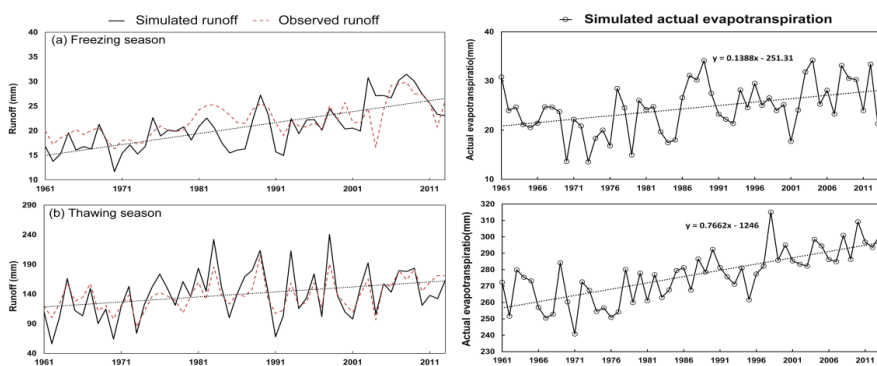 Simulated runoff Observed runoff
Simulated actual evapotranspiration
(a) Freezing season
Runoff (mm)
40
35
30
25
20
15
10
1961 1971 1981 1991 2001 2011
Actual evapotranspiratio(mm)
40
30
20
10
y = 0.1388x - 251.31
1961 1966 1971 1976 1981 1986 1991 1996 2001 2006 2011
(b) Thawing season
Runoff (mm)
290
240
190
140
90
40
1961 1971 1981 1991 2001 2011
Actual evapotranspiratio(mm)
320
310
300
290
280
270
260
250
240
230
y = 0.7662x - 1246
1961 1966 1971 1976 1981 1986 1991 1996 2001 2006 2011